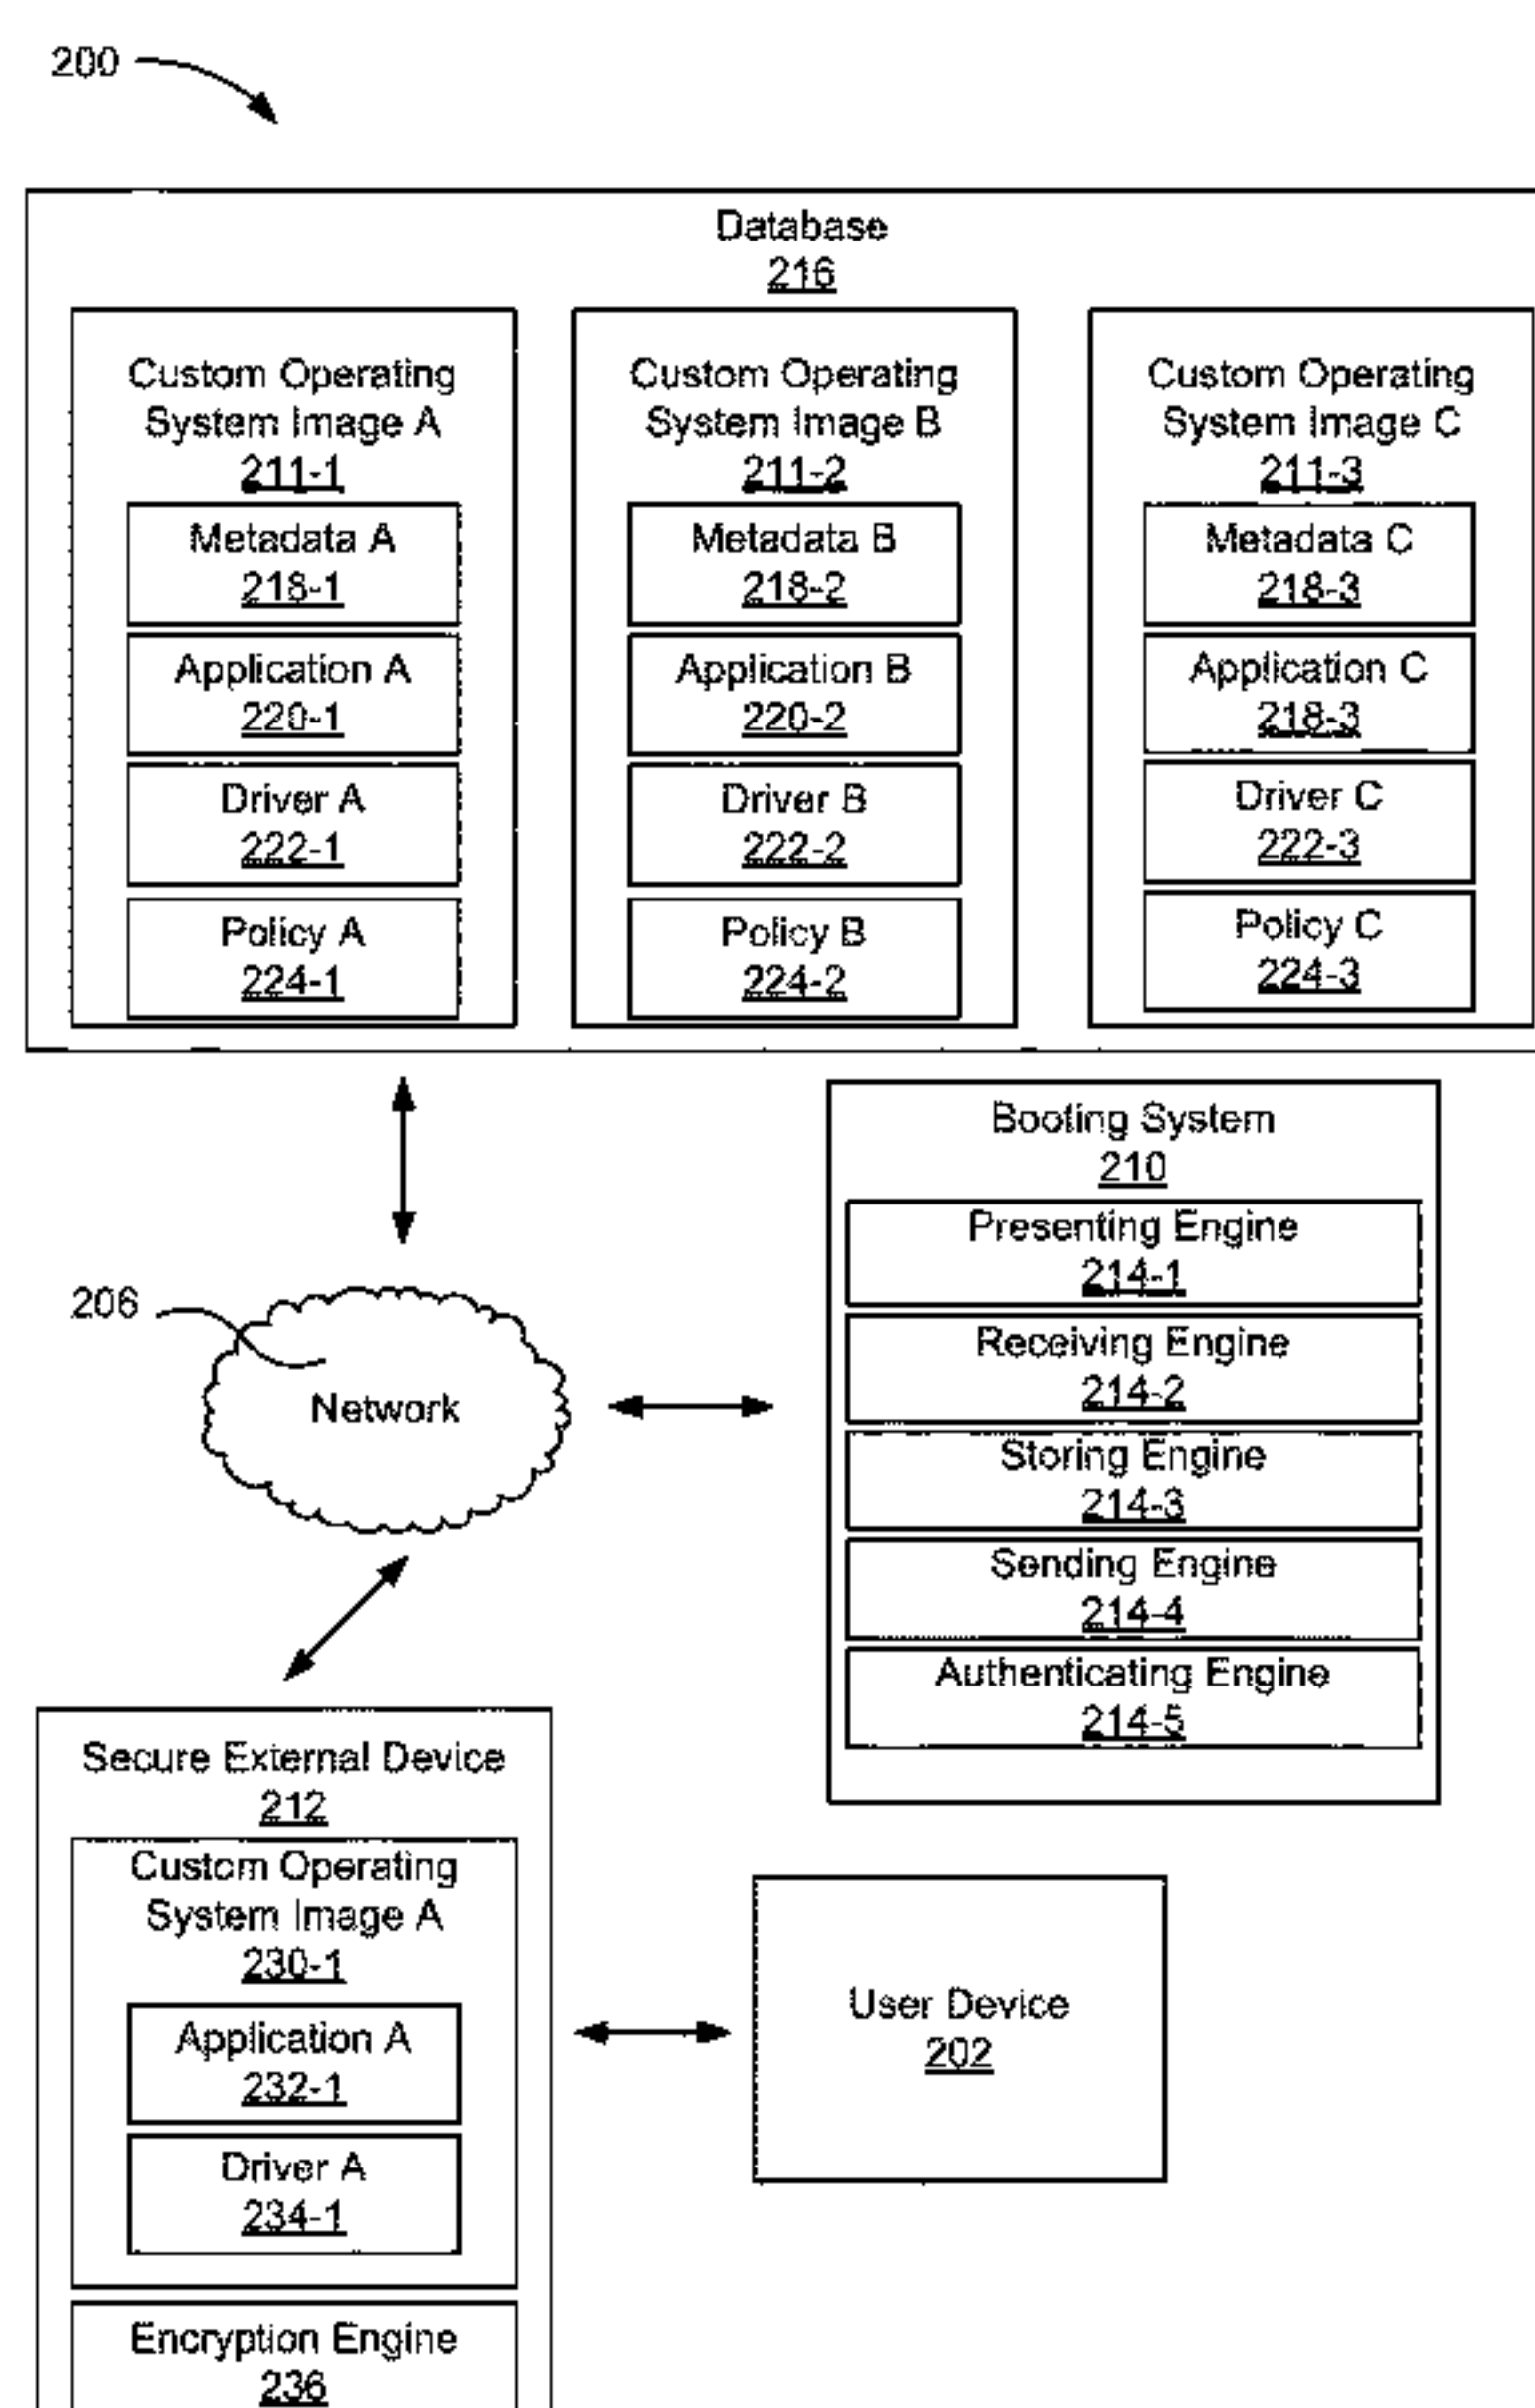 200
Database
216
Custom Operating
System Image A
211-1
Metadata A
218-1
Application A
220-1
Driver A
222-1
Policy A
224-1
Custom Operating
System Image B
211-2
Metadata B
218-2
Application B
220-2
Driver B
222-2
Policy B
224-2
Custom Operating
System Image C
211-3
Metadata C
218-3
Application C
218-3
Driver C
222-3
Policy C
224-3
Booting System
210
Presenting Engine
214-1
Receiving Engine
214-2
Storing Engine
214-3
Sending Engine
214-4
Authenticating Engine
214-5
206
Network
Secure External Device
212
Custom Operating
System Image A
230-1
Application A
232-1
Driver A
234-1
Encryption Engine
236
User Device
202